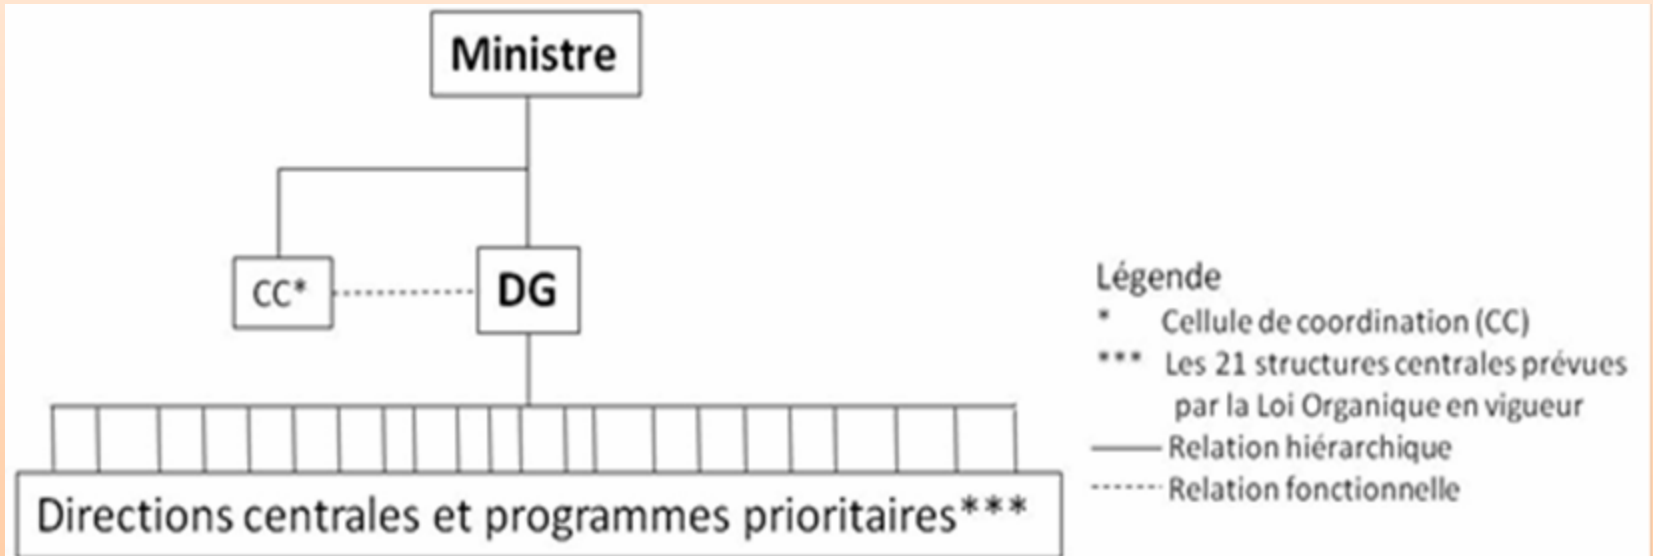 Ministre
CC*
DG
Directions centrales et programmes prioritaires***
Légende
* Cellule de coordination (CC)
*** Les 21 structures centrales prévues
par la Loi Organique en vigueur
Relation hiérarchique
Relation fonctionnelle